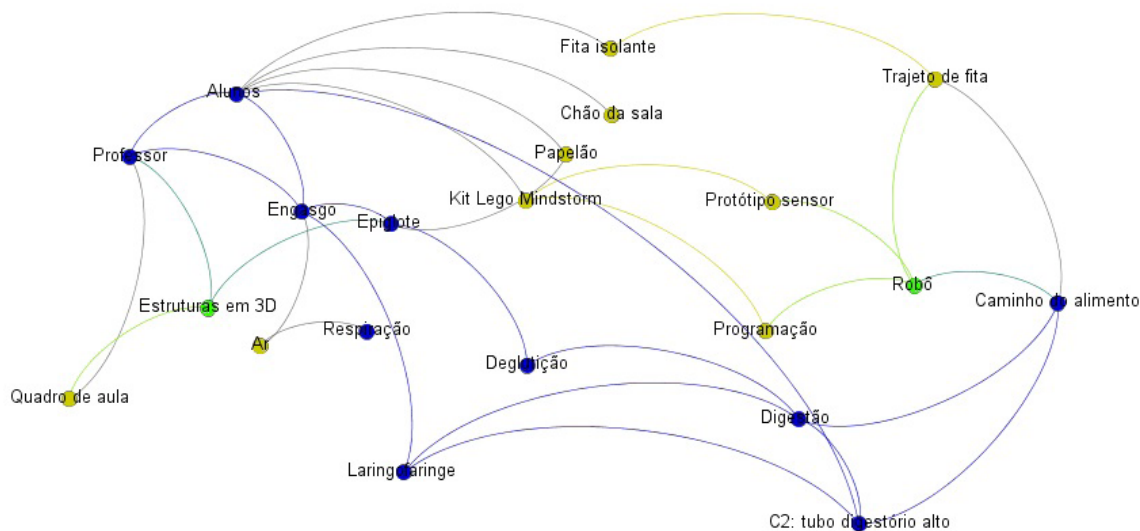 Fita isolante
Trajeto de fita
Alunos
Chão da sala
Papelão
Professor
Kit Lego Mindstorm
Protótipo sensor
Engasgo
Epiglote
Robô
Caminho do alimento
Estruturas em 3D
Respiração
Programação
Ar
Deglutição
Quadro de aula
Digestão
Laringofaringe
C2: tubo digestório alto